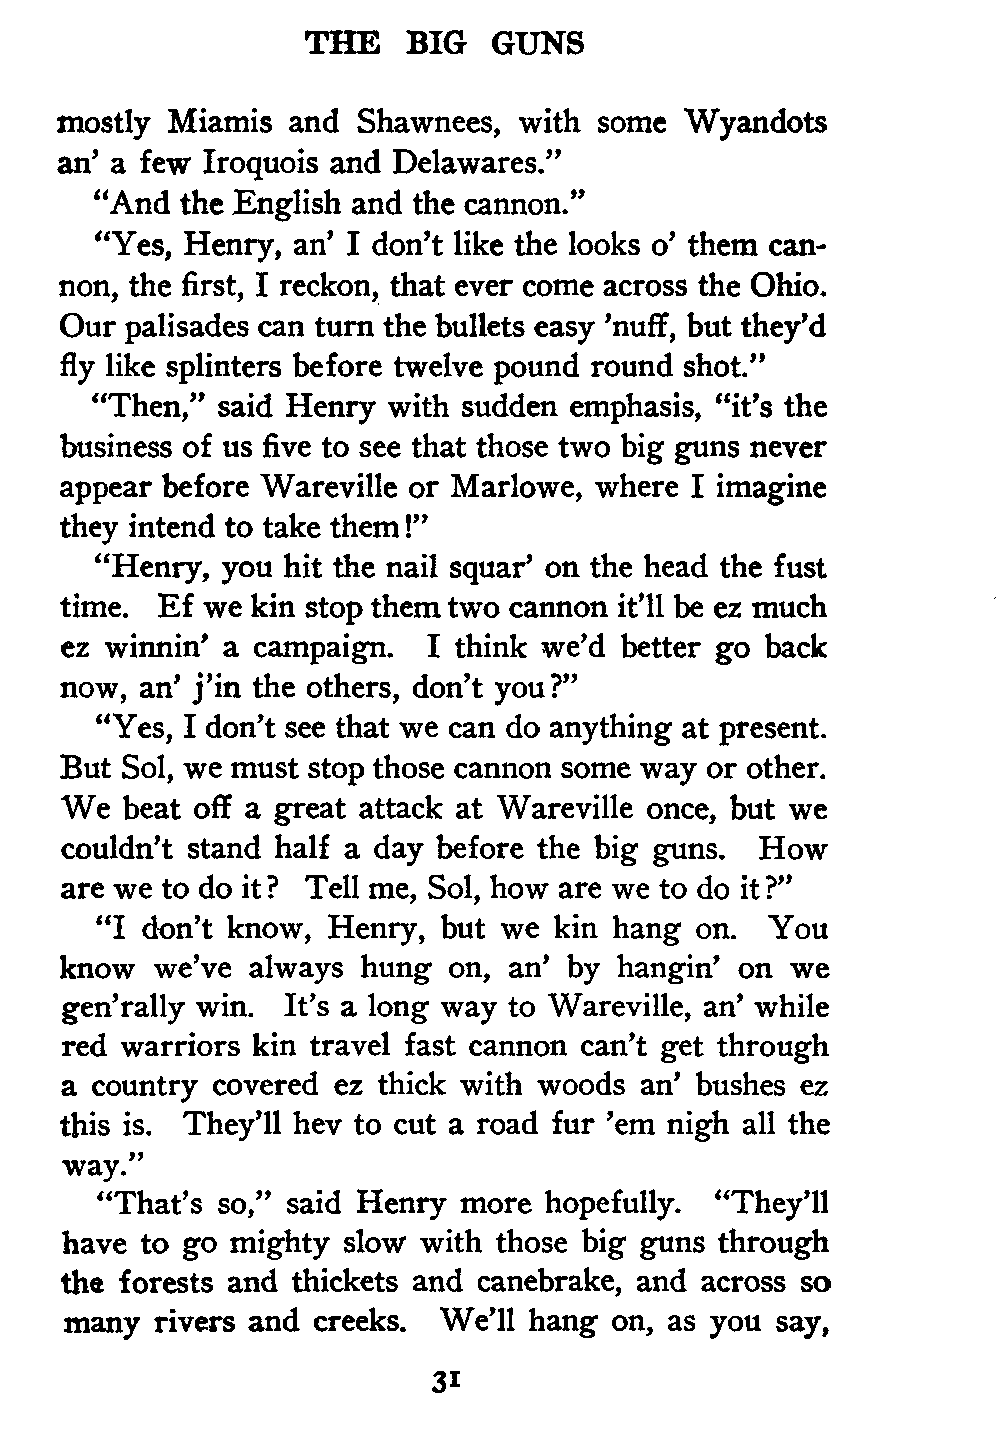 THE BIG GUNS
mostly Miamis and Shawnees, with some Wyandots
an’ a few Iroquois and Delawares.”
“And the English and the cannon.”
“Yes, Henry, an’ I don’t like the looks o’ them can-
non, the first, I reckon, that ever come across the Ohio.
Our palisades can turn the bullets easy ’nuff, but they’d
fly like splinters before twelve pound round shot.”
“Then,” said Henry with sudden emphasis, “it’s the
business of us five to see that those two big guns never
appear before Wareville or Marlowe, where I imagine
they intend to take them!”
“Henry, you hit the nail squar’ on the head the fust
time. Ef we kin stop them two cannon it’ll be ez much
ez winnin’ a campaign. I think we’d better go back
now, an’ j’in the others, don’t you?”
“Yes, I don’t see that we can do anything at present.
But Sol, we must stop those cannon some way or other.
We beat off a great attack at Wareville once, but we
couldn’t stand half a day before the big guns. How
are we to do it? Tell me, Sol, how are we to do it?”
“I don’t know, Henry, but we kin hang on. You
know we’ve always hung on, an’ by hangin’ on we
gen’rally win. It’s a long way to Wareville, an’ while
red warriors kin travel fast cannon can’t get through
a country covered ez thick with woods an’ bushes ez
this is. They’ll hev to cut a road fur ’em nigh all the
way.”
“That’s so,” said Henry more hopefully. “They’ll
have to go mighty slow with those big guns through
the forests and thickets and canebrake, and across so
many rivers and creeks. We’ll hang on, as you say,
31